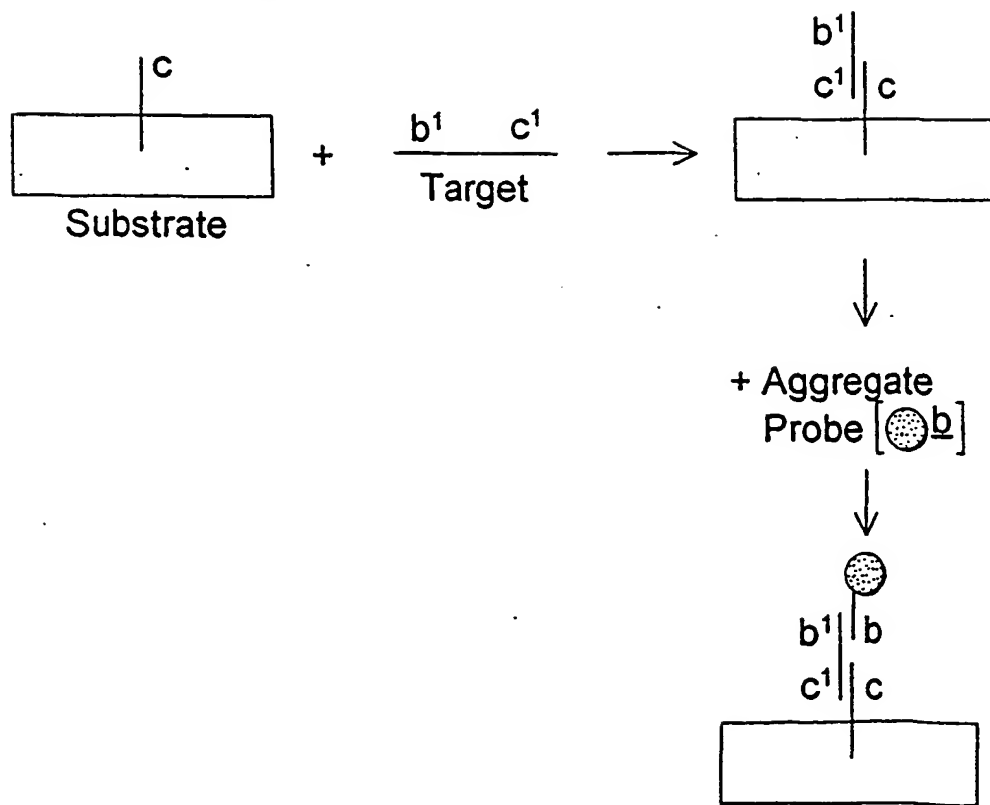 c
Substrate
+
b¹ c¹
Target
b¹
c¹ c
+ Aggregate
Probe [ b]
b¹ b
c¹ c